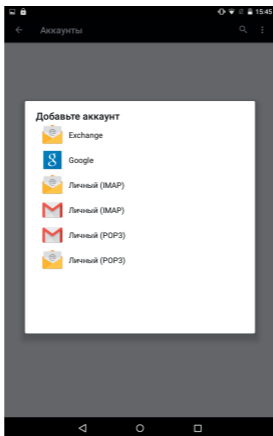 15:45
Аккаунты
Добавьте аккаунт
Exchange
Google
Личный (IMAP)
Личный (IMAP)
Личный (POP3)
Личный (POP3)